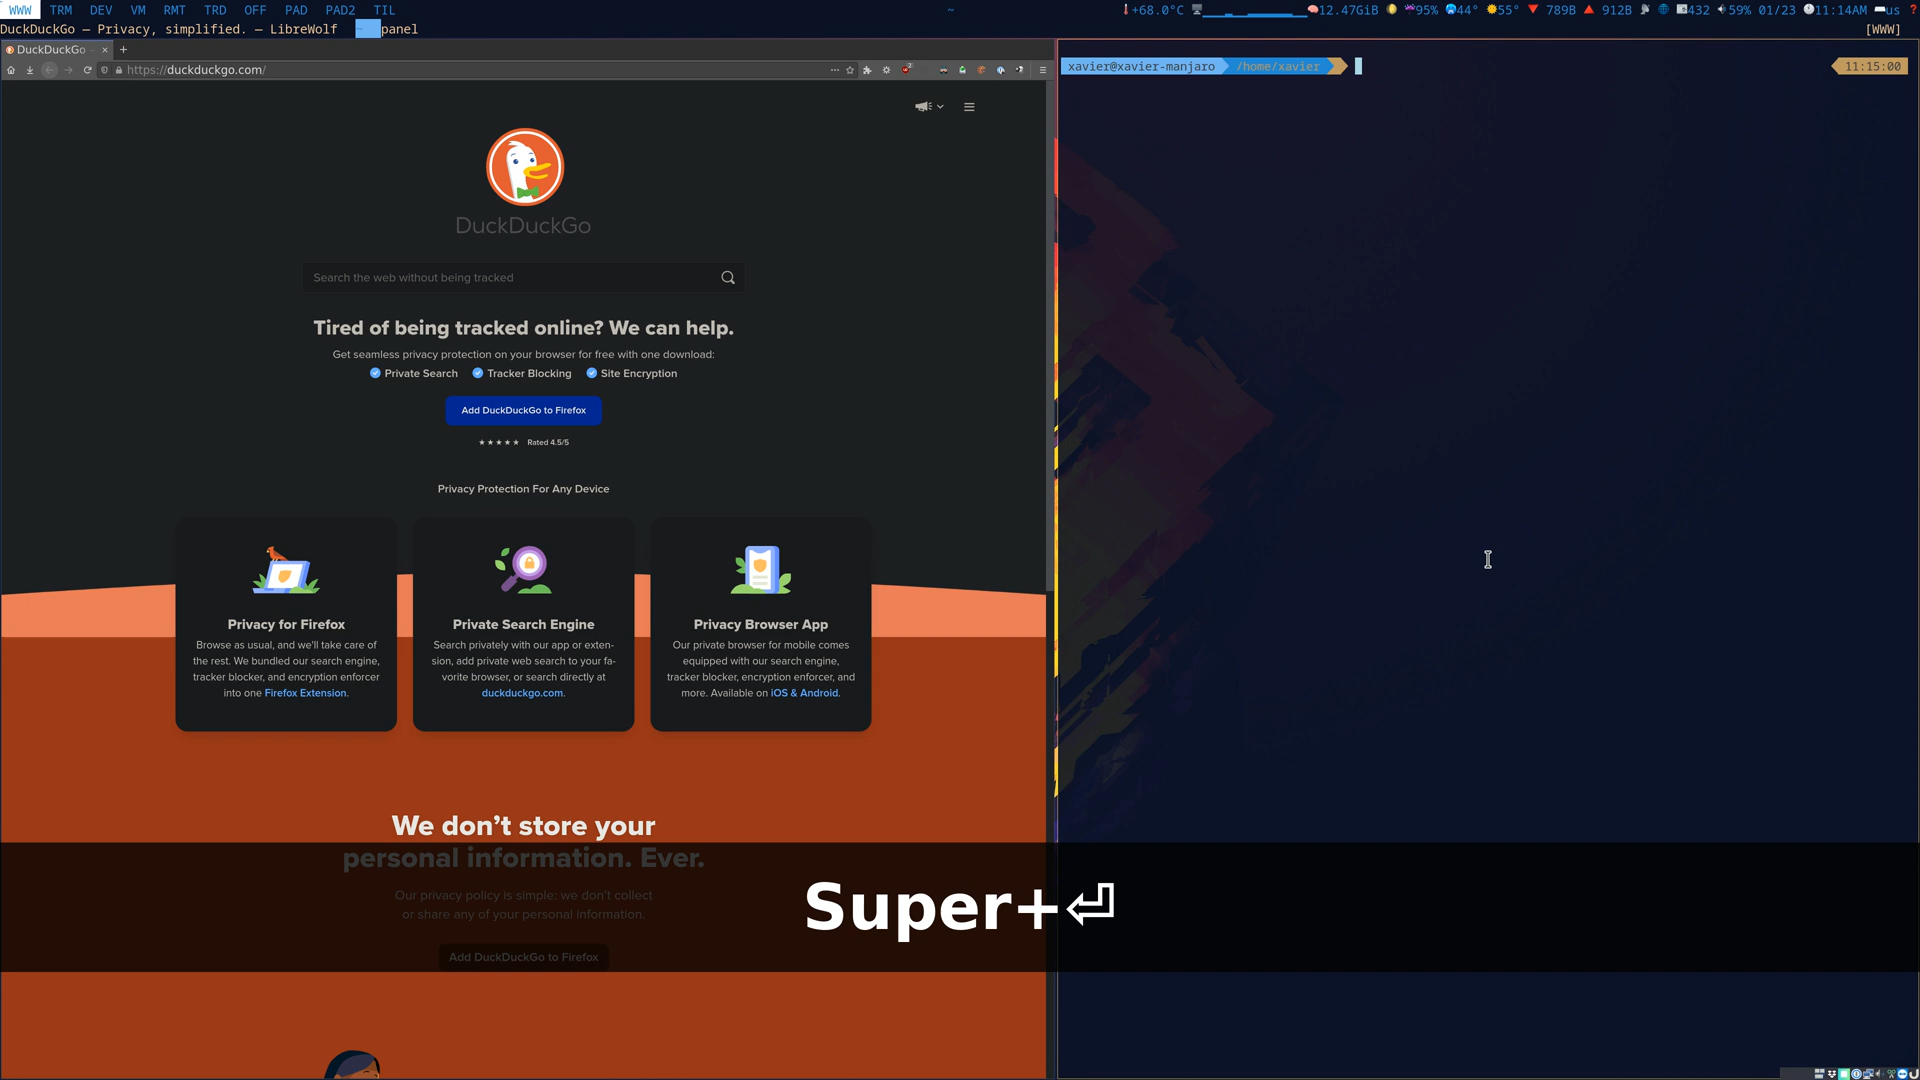 WWW TRM DEV VM RMT TRD OFF PAD PAD2 TIL
~
+68.0°C 12.47GiB 95% 44° 55° 789B 912B 432 59% 01/23 11:14AM us ?
DuckDuckGo — Privacy, simplified. — LibreWolf ~ panel [WWW]
DuckDuckGo - × +
https://duckduckgo.com/
xavier@xavier-manjaro /home/xavier 11:15:00
DuckDuckGo
Search the web without being tracked
Tired of being tracked online? We can help.
Get seamless privacy protection on your browser for free with one download:
Private Search Tracker Blocking Site Encryption
Add DuckDuckGo to Firefox
★★★★★ Rated 4.5/5
Privacy Protection For Any Device
Privacy for Firefox
Browse as usual, and we'll take care of
the rest. We bundled our search engine,
tracker blocker, and encryption enforcer
into one Firefox Extension.
Private Search Engine
Search privately with our app or exten-
sion, add private web search to your fa-
vorite browser, or search directly at
duckduckgo.com.
Privacy Browser App
Our private browser for mobile comes
equipped with our search engine,
tracker blocker, encryption enforcer, and
more. Available on iOS & Android.
We don’t store your
personal information. Ever.
Our privacy policy is simple: we don’t collect
or share any of your personal information.
Add DuckDuckGo to Firefox
Super+⏎